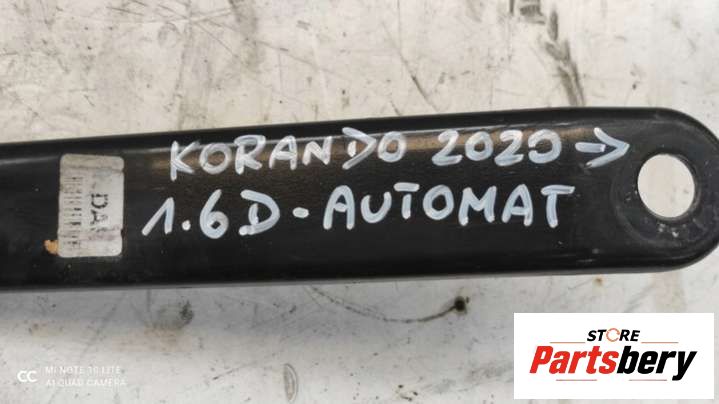 KORANDO 2020 →
1.6D - AUTOMAT
DA
MI NOTE 10 LITE
AI QUAD CAMERA
STORE
Partsbery